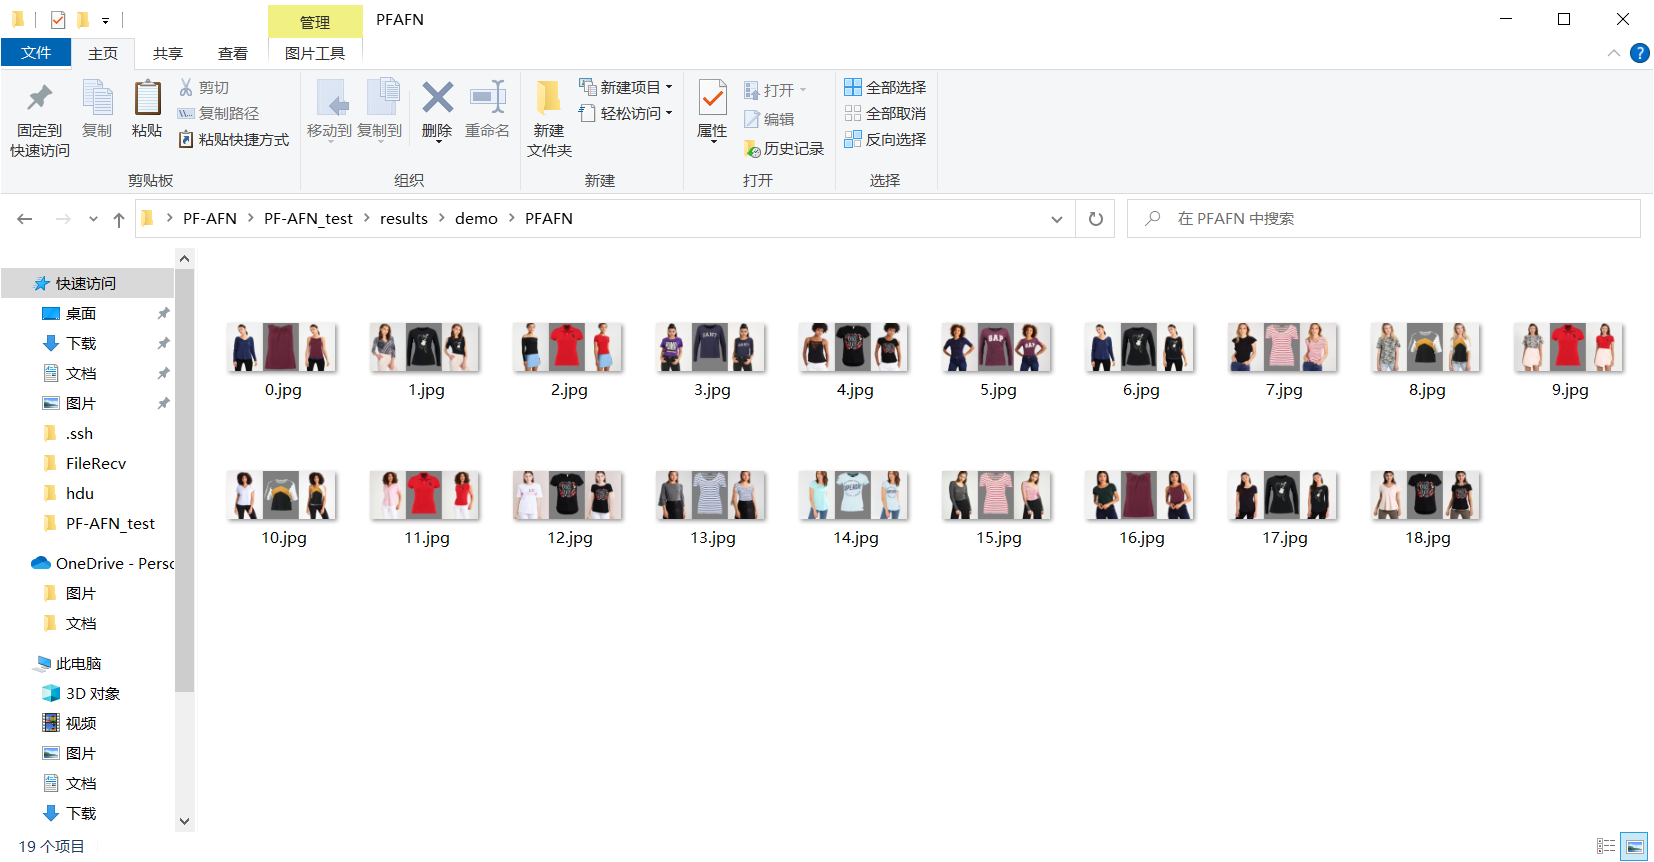 管理
PFAFN
文件
主页
共享
查看
图片工具
固定到
快速访问
复制
粘贴
剪切
复制路径
粘贴快捷方式
剪贴板
移动到
复制到
删除
重命名
组织
新建
文件夹
新建项目
轻松访问
新建
属性
打开
编辑
历史记录
打开
全部选择
全部取消
反向选择
选择
PF-AFN
PF-AFN_test
results
demo
PFAFN
在 PFAFN 中搜索
快速访问
桌面
下载
文档
图片
.ssh
FileRecv
hdu
PF-AFN_test
OneDrive - Perso
图片
文档
此电脑
3D 对象
视频
图片
文档
下载
0.jpg
1.jpg
2.jpg
3.jpg
4.jpg
5.jpg
6.jpg
7.jpg
8.jpg
9.jpg
10.jpg
11.jpg
12.jpg
13.jpg
14.jpg
15.jpg
16.jpg
17.jpg
18.jpg
19 个项目